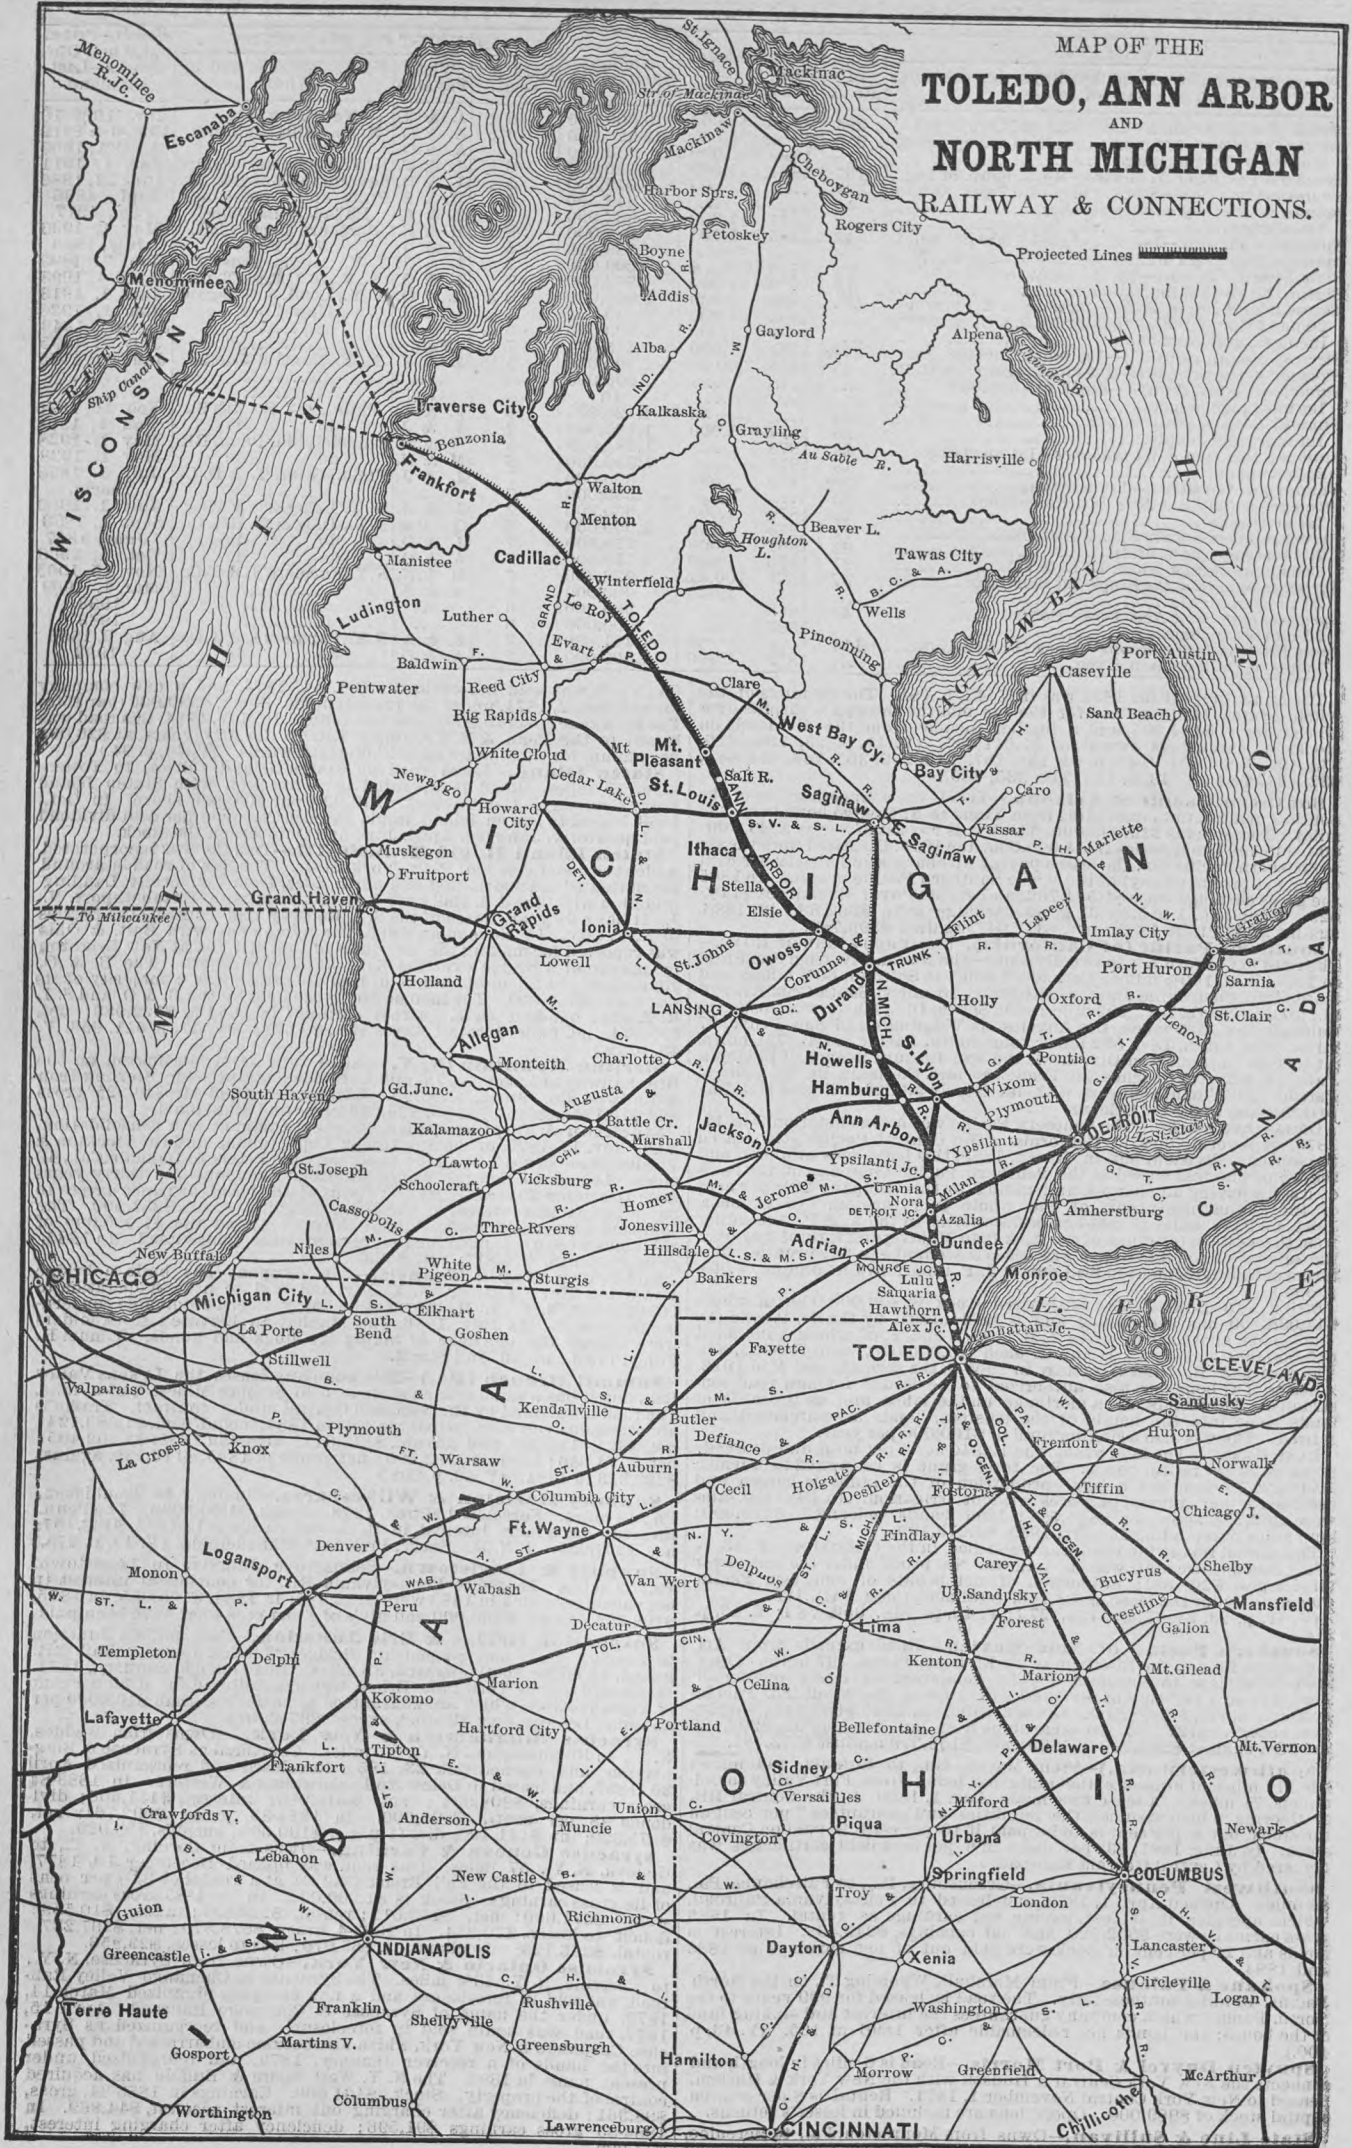 MAP OF THE
TOLEDO, ANN ARBOR
AND
NORTH MICHIGAN
RAILWAY & CONNECTIONS.
Projected Lines
Menominee
R. Jc.
Escanaba
St. Ignace
Mackinac
Str. of Mackinac
Mackinaw
Cheboygan
Harbor Sprs.
Rogers City
Petoskey
Boyne
Addis
Menominee
GREEN BAY
Ship Canal
WISCONSIN
Gaylord
Alpena
Thunder B.
Alba
Traverse City
Kalkaska
Benzonia
Grayling
Au Sable R.
Harrisville
Frankfort
Walton
Menton
Beaver L.
Houghton
L.
Cadillac
Tawas City
B. C. & A.
Manistee
Winterfield
Wells
Ludington
Luther
Le Roy
TOLEDO
GRAND
Evart
Pinconning
SAGINAW BAY
Port Austin
Caseville
Baldwin
Reed City
Clare
Pentwater
Big Rapids
Sand Beach
L. HURON
L. MICHIGAN
White Cloud
Mt.
Pleasant
West Bay Cy.
Bay City
Newaygo
Cedar Lake
Salt R.
St. Louis
Saginaw
Caro
Howard
City
ANN
S. V. & S. L.
E. Saginaw
Vassar
Marlette
Muskegon
Ithaca
ARBOR
Fruitport
DET.
Stella
MICHIGAN
Grand Haven
To Milwaukee
Grand
Rapids
Ionia
Elsie
Flint
Lapeer
Imlay City
Gratiot
St. Johns
Owosso
Lowell
Corunna
TRUNK
Port Huron
Sarnia
Holland
Durand
LANSING
GD.
N. MICH.
Holly
Oxford
Lenox
St. Clair
CANADA
Allegan
Monteith
Charlotte
Howells
S. Lyon
Pontiac
South Haven
Gd. Junc.
Hamburg
Wixom
Augusta
Plymouth
Kalamazoo
Battle Cr.
Marshall
Jackson
Ann Arbor
DETROIT
L. St. Clair
St. Joseph
Lawton
Ypsilanti
Ypsilanti Jc.
Schoolcraft
Vicksburg
Urania
Milan
Homer
Jerome
Nora
DETROIT JC.
Amherstburg
Cassopolis
Three Rivers
Jonesville
Azalia
New Buffalo
Niles
Hillsdale
L. S. & M. S.
Adrian
Dundee
CHICAGO
White
Pigeon
Sturgis
Bankers
MONROE JC.
Lulu
Monroe
Michigan City
Elkhart
Samaria
Hawthorn
L. ERIE
South
Bend
La Porte
Goshen
Alex Jc.
Manhattan Jc.
Stillwell
Fayette
TOLEDO
CLEVELAND
Valparaiso
Kendallville
Sandusky
Butler
Plymouth
Defiance
Fremont
Huron
La Crosse
Knox
Warsaw
Auburn
Holgate
Norwalk
Columbia City
Cecil
Deshler
Fostoria
Tiffin
Ft. Wayne
Chicago J.
Denver
Findlay
Logansport
Delphos
Carey
Shelby
Monon
WAB.
Wabash
Van Wert
Up. Sandusky
Bucyrus
Peru
Forest
Crestline
Mansfield
Decatur
Lima
Galion
Templeton
Delphi
Kenton
Marion
Mt. Gilead
Marion
Celina
Kokomo
Lafayette
Hartford City
Portland
Bellefontaine
Tipton
Delaware
Mt. Vernon
Frankfort
Sidney
OHIO
Versailles
Milford
Crawfords V.
Anderson
Union
Muncie
Covington
Piqua
Urbana
Newark
Lebanon
New Castle
Troy
Springfield
COLUMBUS
INDIANA
Guion
Richmond
London
Greencastle
INDIANAPOLIS
Dayton
Xenia
Lancaster
Circleville
Terre Haute
Franklin
Rushville
Logan
Shelbyville
Washington
Martins V.
Greensburgh
Gosport
Hamilton
Morrow
Greenfield
McArthur
Columbus
Worthington
Lawrenceburg
CINCINNATI
Chillicothe